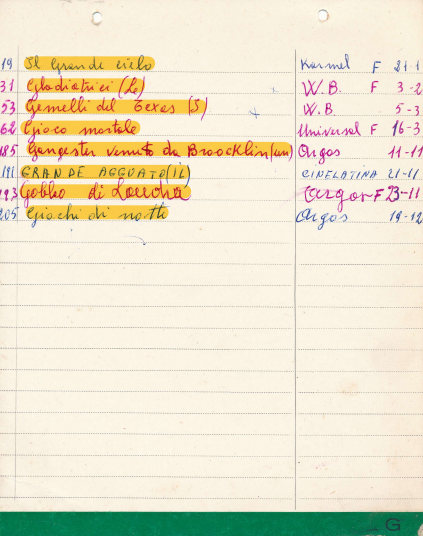 19 Il Grande cielo Karmel F 21-1
31 Gladiatrici (Le) W.B. F 3-2
53 Gemelli del Texas (I) W.B. 5-3
62 Gioco mortale Universal F 16-3
185 Gangester venuto da Broocklin (un) Argos 11-11
191 GRANDE AGGUATO (IL) CINELATINA 21-11
193 Gobbo di Londra Argos F 23-11
205 Giochi di notte Argos 19-12
G